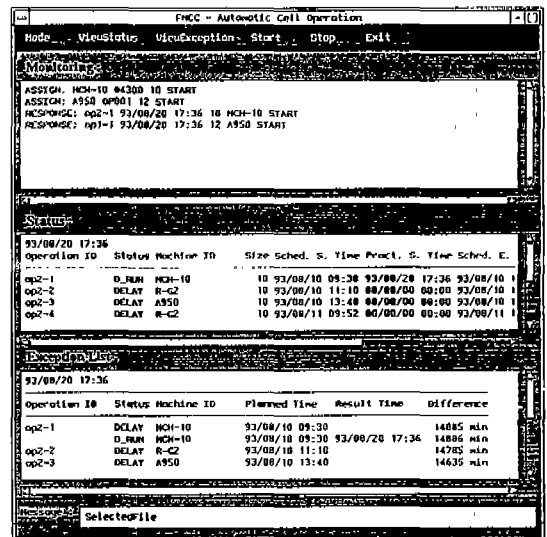 FMCC - Automatic Cell Operation
Mode ViewStatus ViewException Start Stop Exit
Monitoring
ASSIGN, MCH-10 #4300 10 START
ASSIGN; A950 OP001 12 START
RESPONSE; op2-1 93/08/20 17:36 10 MCH-10 START
RESPONSE; op1-1 93/08/20 17:36 12 A950 START
Status
93/08/20 17:36
Operation ID Status Machine ID Size Sched. S. Time Pract. S. Time Sched. E.
op2-1 D_RUN MCH-10 10 93/08/10 09:30 93/08/20 17:36 93/08/10 1
op2-2 DELAY R-C2 10 93/08/10 11:10 00/00/00 00:00 93/08/10 1
op2-3 DELAY A950 10 93/08/10 13:40 00/00/00 00:00 93/08/10 1
op2-4 DELAY R-C2 10 93/08/11 09:52 00/00/00 00:00 93/08/11 1
Exception List
93/08/20 17:36
Operation ID Status Machine ID Planned Time Result Time Difference
op2-1 DELAY MCH-10 93/08/10 09:30 14885 min
D_RUN MCH-10 93/08/10 09:30 93/08/20 17:36 14886 min
op2-2 DELAY R-C2 93/08/10 11:10 14785 min
op2-3 DELAY A950 93/08/10 13:40 14635 min
SelectedFile